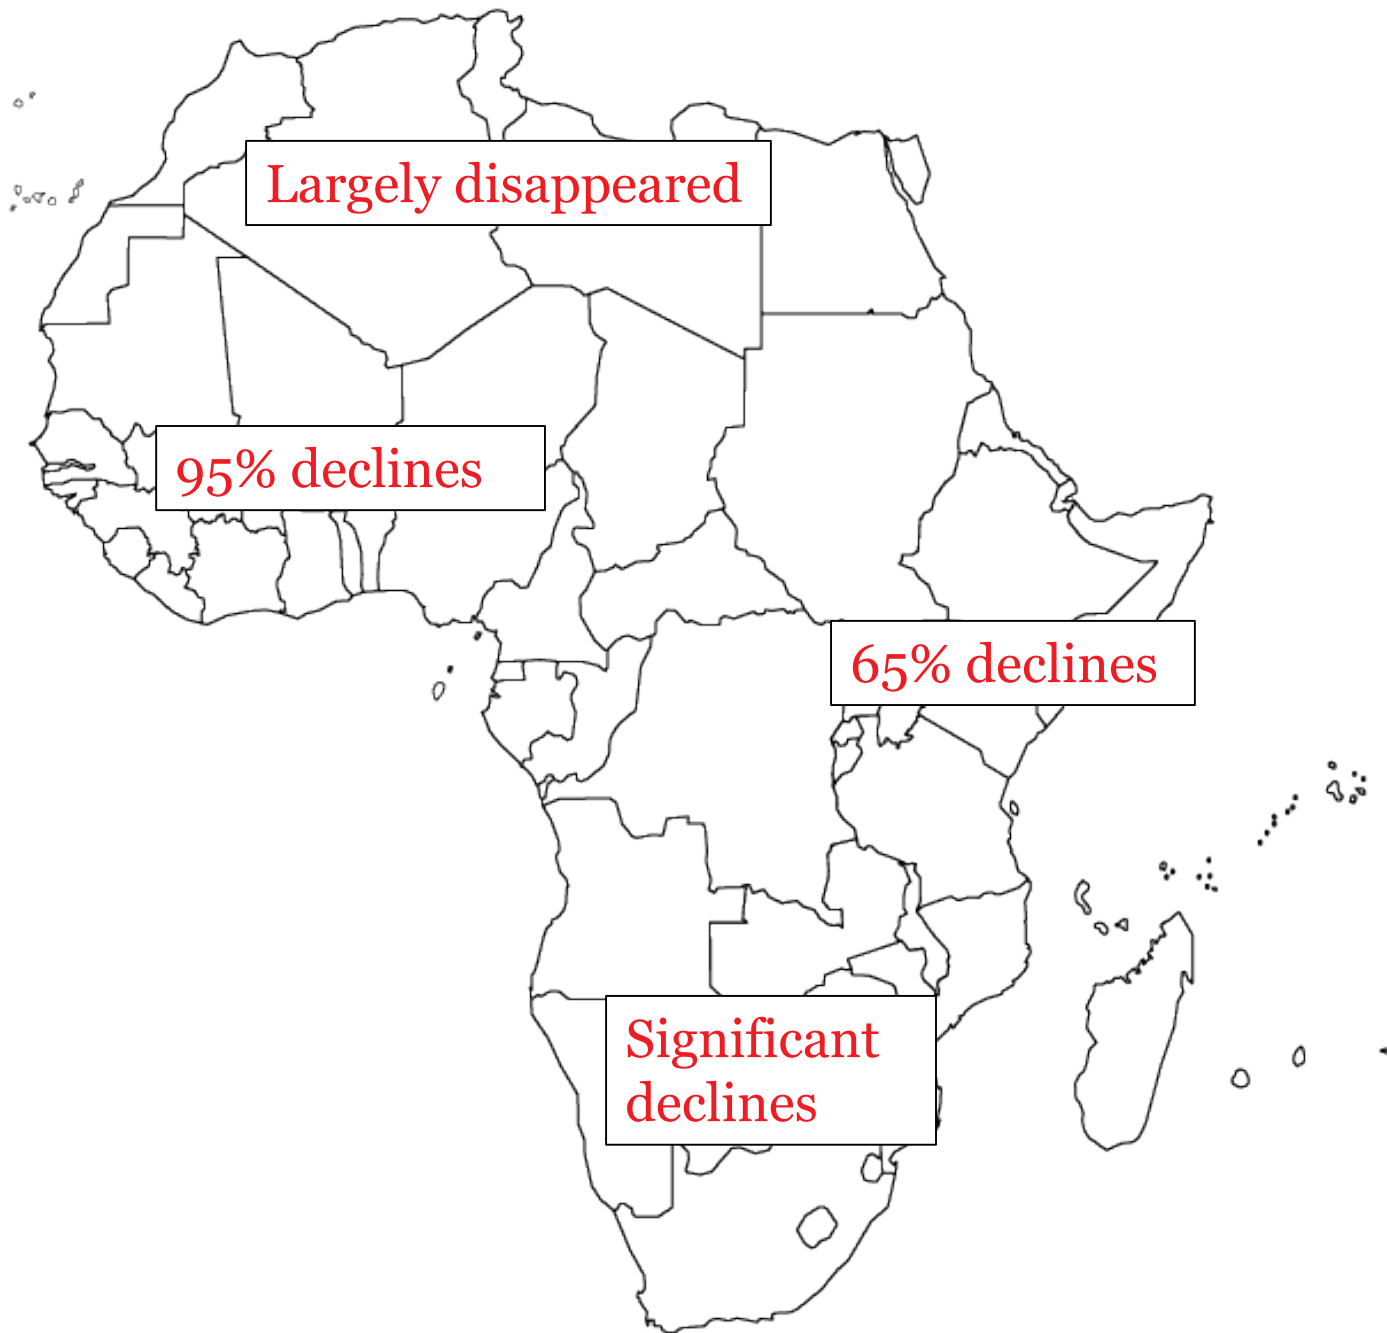 Largely disappeared
95% declines
65% declines
Significant
declines